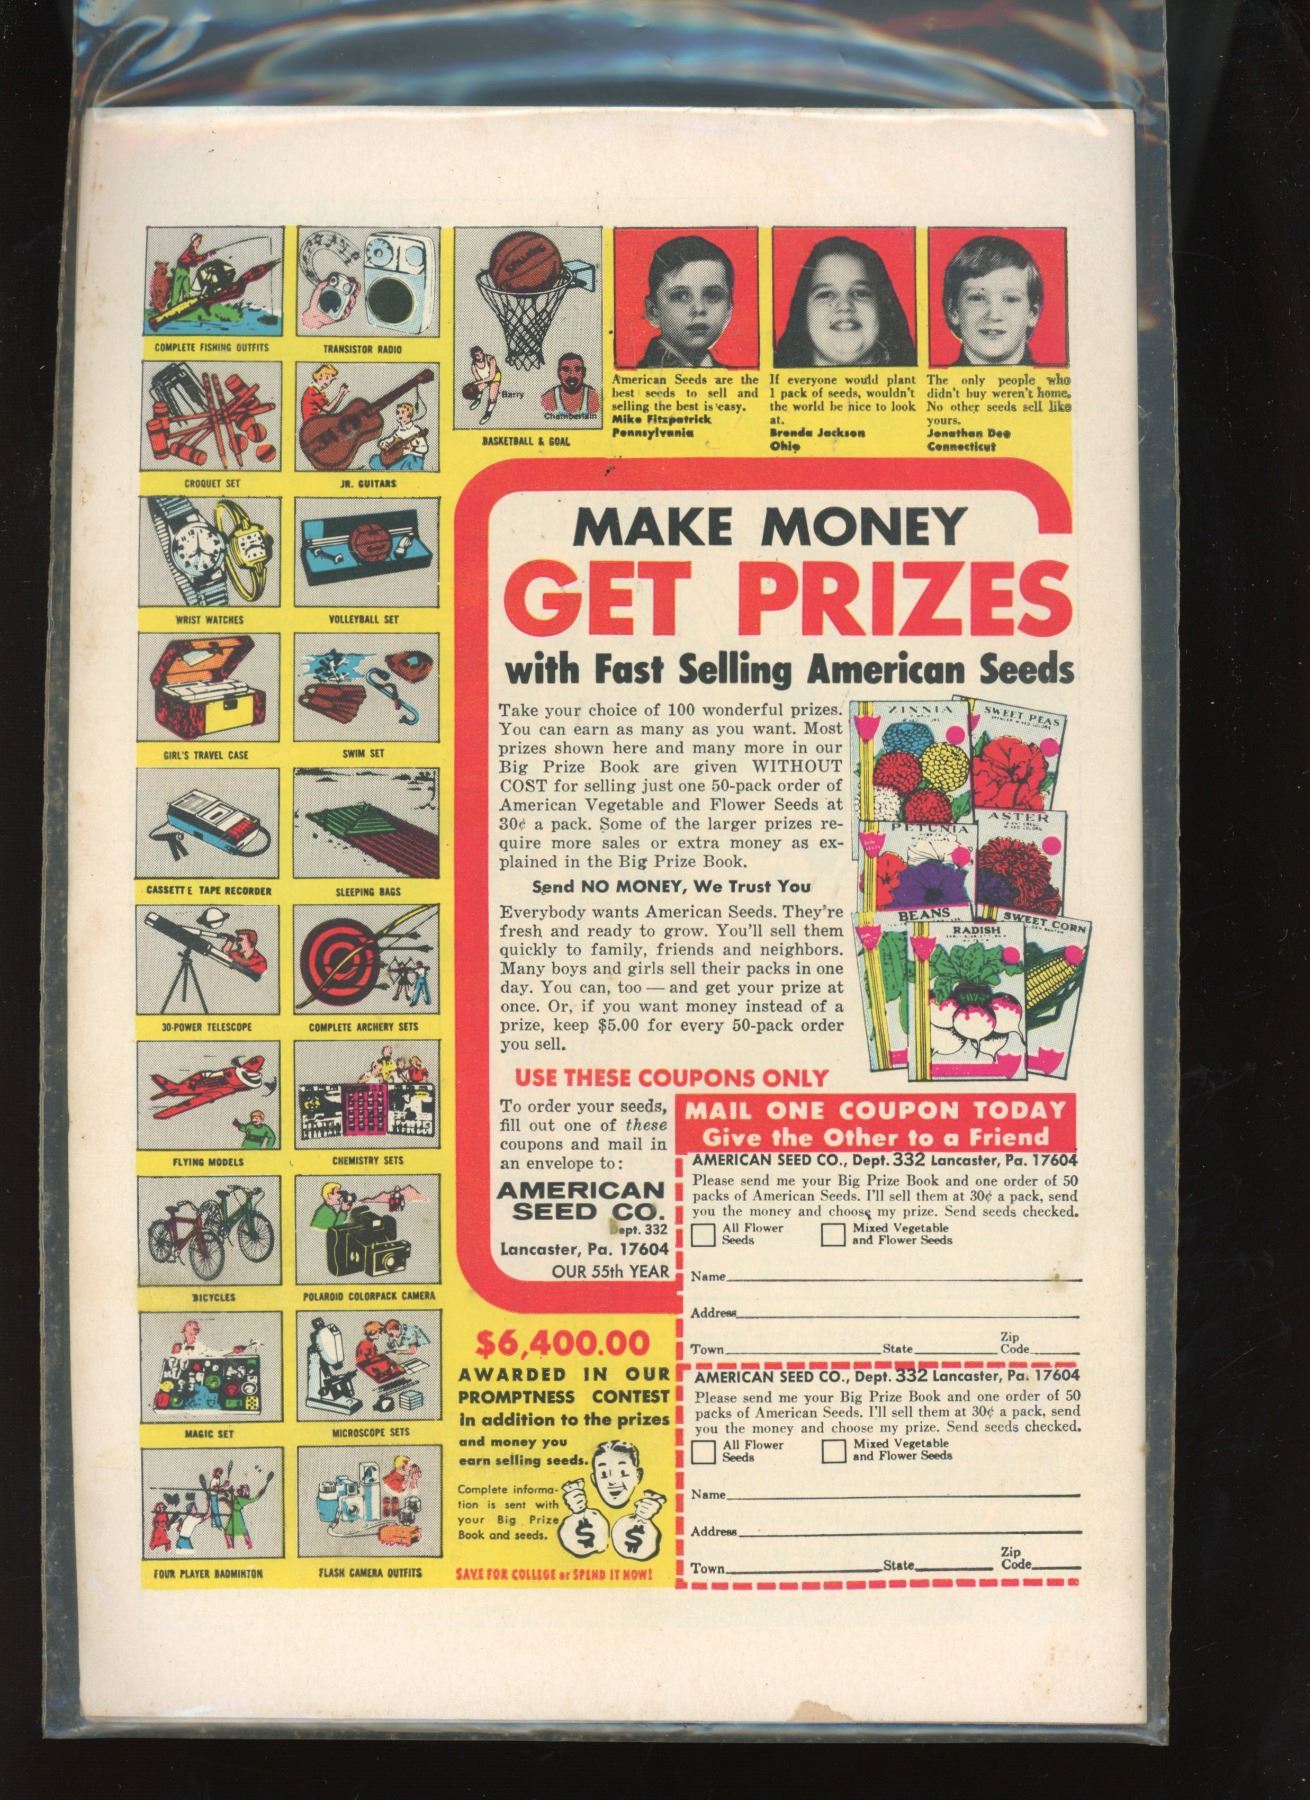 COMPLETE FISHING OUTFITS
TRANSISTOR RADIO
CROQUET SET
JR. GUITARS
WRIST WATCHES
VOLLEYBALL SET
GIRL'S TRAVEL CASE
SWIM SET
CASSETTE TAPE RECORDER
SLEEPING BAGS
30-POWER TELESCOPE
COMPLETE ARCHERY SETS
FLYING MODELS
CHEMISTRY SETS
BICYCLES
POLAROID COLORPACK CAMERA
MAGIC SET
MICROSCOPE SETS
FOUR PLAYER BADMINTON
FLASH CAMERA OUTFITS
Barry
Chamberlain
BASKETBALL & GOAL
American Seeds are the
best seeds to sell and
selling the best is easy.
Mike Fitzpatrick
Pennsylvania
If everyone would plant
1 pack of seeds, wouldn't
the world be nice to look
at.
Brenda Jackson
Ohio
The only people who
didn't buy weren't home.
No other seeds sell like
yours.
Jonathan Dee
Connecticut
MAKE MONEY
GET PRIZES
with Fast Selling American Seeds
Take your choice of 100 wonderful prizes.
You can earn as many as you want. Most
prizes shown here and many more in our
Big Prize Book are given WITHOUT
COST for selling just one 50-pack order of
American Vegetable and Flower Seeds at
30¢ a pack. Some of the larger prizes re-
quire more sales or extra money as ex-
plained in the Big Prize Book.
Send NO MONEY, We Trust You
Everybody wants American Seeds. They're
fresh and ready to grow. You'll sell them
quickly to family, friends and neighbors.
Many boys and girls sell their packs in one
day. You can, too — and get your prize at
once. Or, if you want money instead of a
prize, keep $5.00 for every 50-pack order
you sell.
ZINNIA
SWEET PEAS
PETUNIA
ASTER
BEANS
RADISH
SWEET CORN
USE THESE COUPONS ONLY
To order your seeds,
fill out one of these
coupons and mail in
an envelope to:
AMERICAN
SEED CO.
Dept. 332
Lancaster, Pa. 17604
OUR 55th YEAR
MAIL ONE COUPON TODAY
Give the Other to a Friend
AMERICAN SEED CO., Dept. 332 Lancaster, Pa. 17604
Please send me your Big Prize Book and one order of 50
packs of American Seeds. I'll sell them at 30¢ a pack, send
you the money and choose my prize. Send seeds checked.
All Flower Seeds
Mixed Vegetable and Flower Seeds
Name
Address
Town State Zip Code
AMERICAN SEED CO., Dept. 332 Lancaster, Pa. 17604
Please send me your Big Prize Book and one order of 50
packs of American Seeds. I'll sell them at 30¢ a pack, send
you the money and choose my prize. Send seeds checked.
All Flower Seeds
Mixed Vegetable and Flower Seeds
Name
Address
Town State Zip Code
$6,400.00
AWARDED IN OUR
PROMPTNESS CONTEST
In addition to the prizes
and money you
earn selling seeds.
Complete informa-
tion is sent with
your Big Prize
Book and seeds.
$ $
SAVE FOR COLLEGE or SPEND IT NOW!